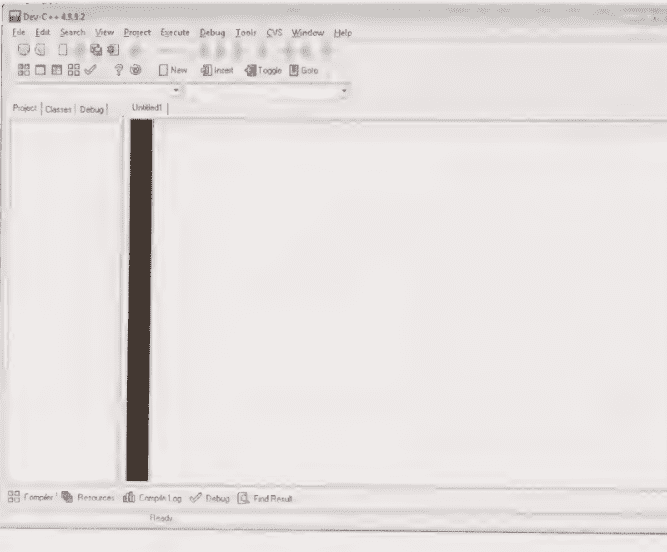 Dev-C++ 4.9.9.2
File Edit Search View Project Execute Debug Tools CVS Window Help
New Insert Toggle Goto
Project Classes Debug Untitled1
Compiler Resources Compile Log Debug Find Results
Ready